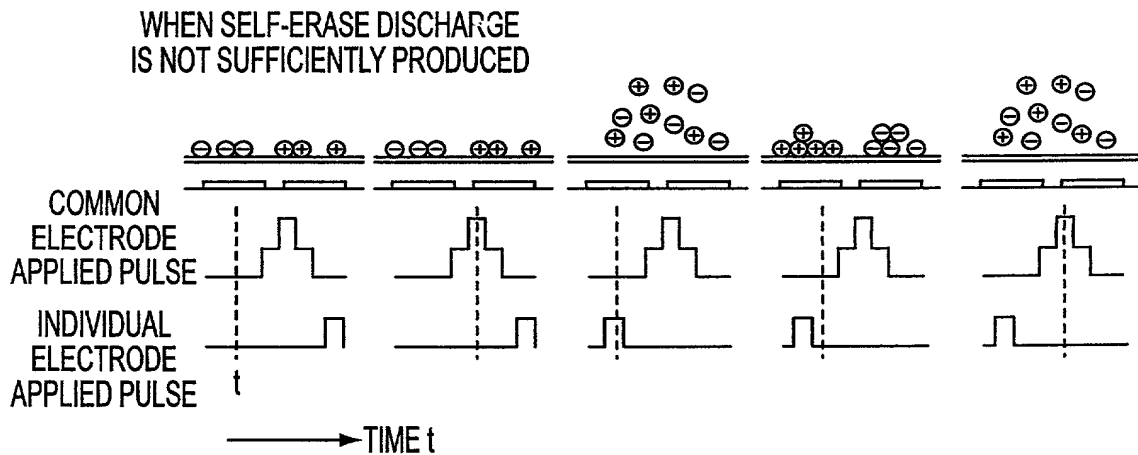 WHEN SELF-ERASE DISCHARGE
IS NOT SUFFICIENTLY PRODUCED
COMMON
ELECTRODE
APPLIED PULSE
INDIVIDUAL
ELECTRODE
APPLIED PULSE
t
TIME t